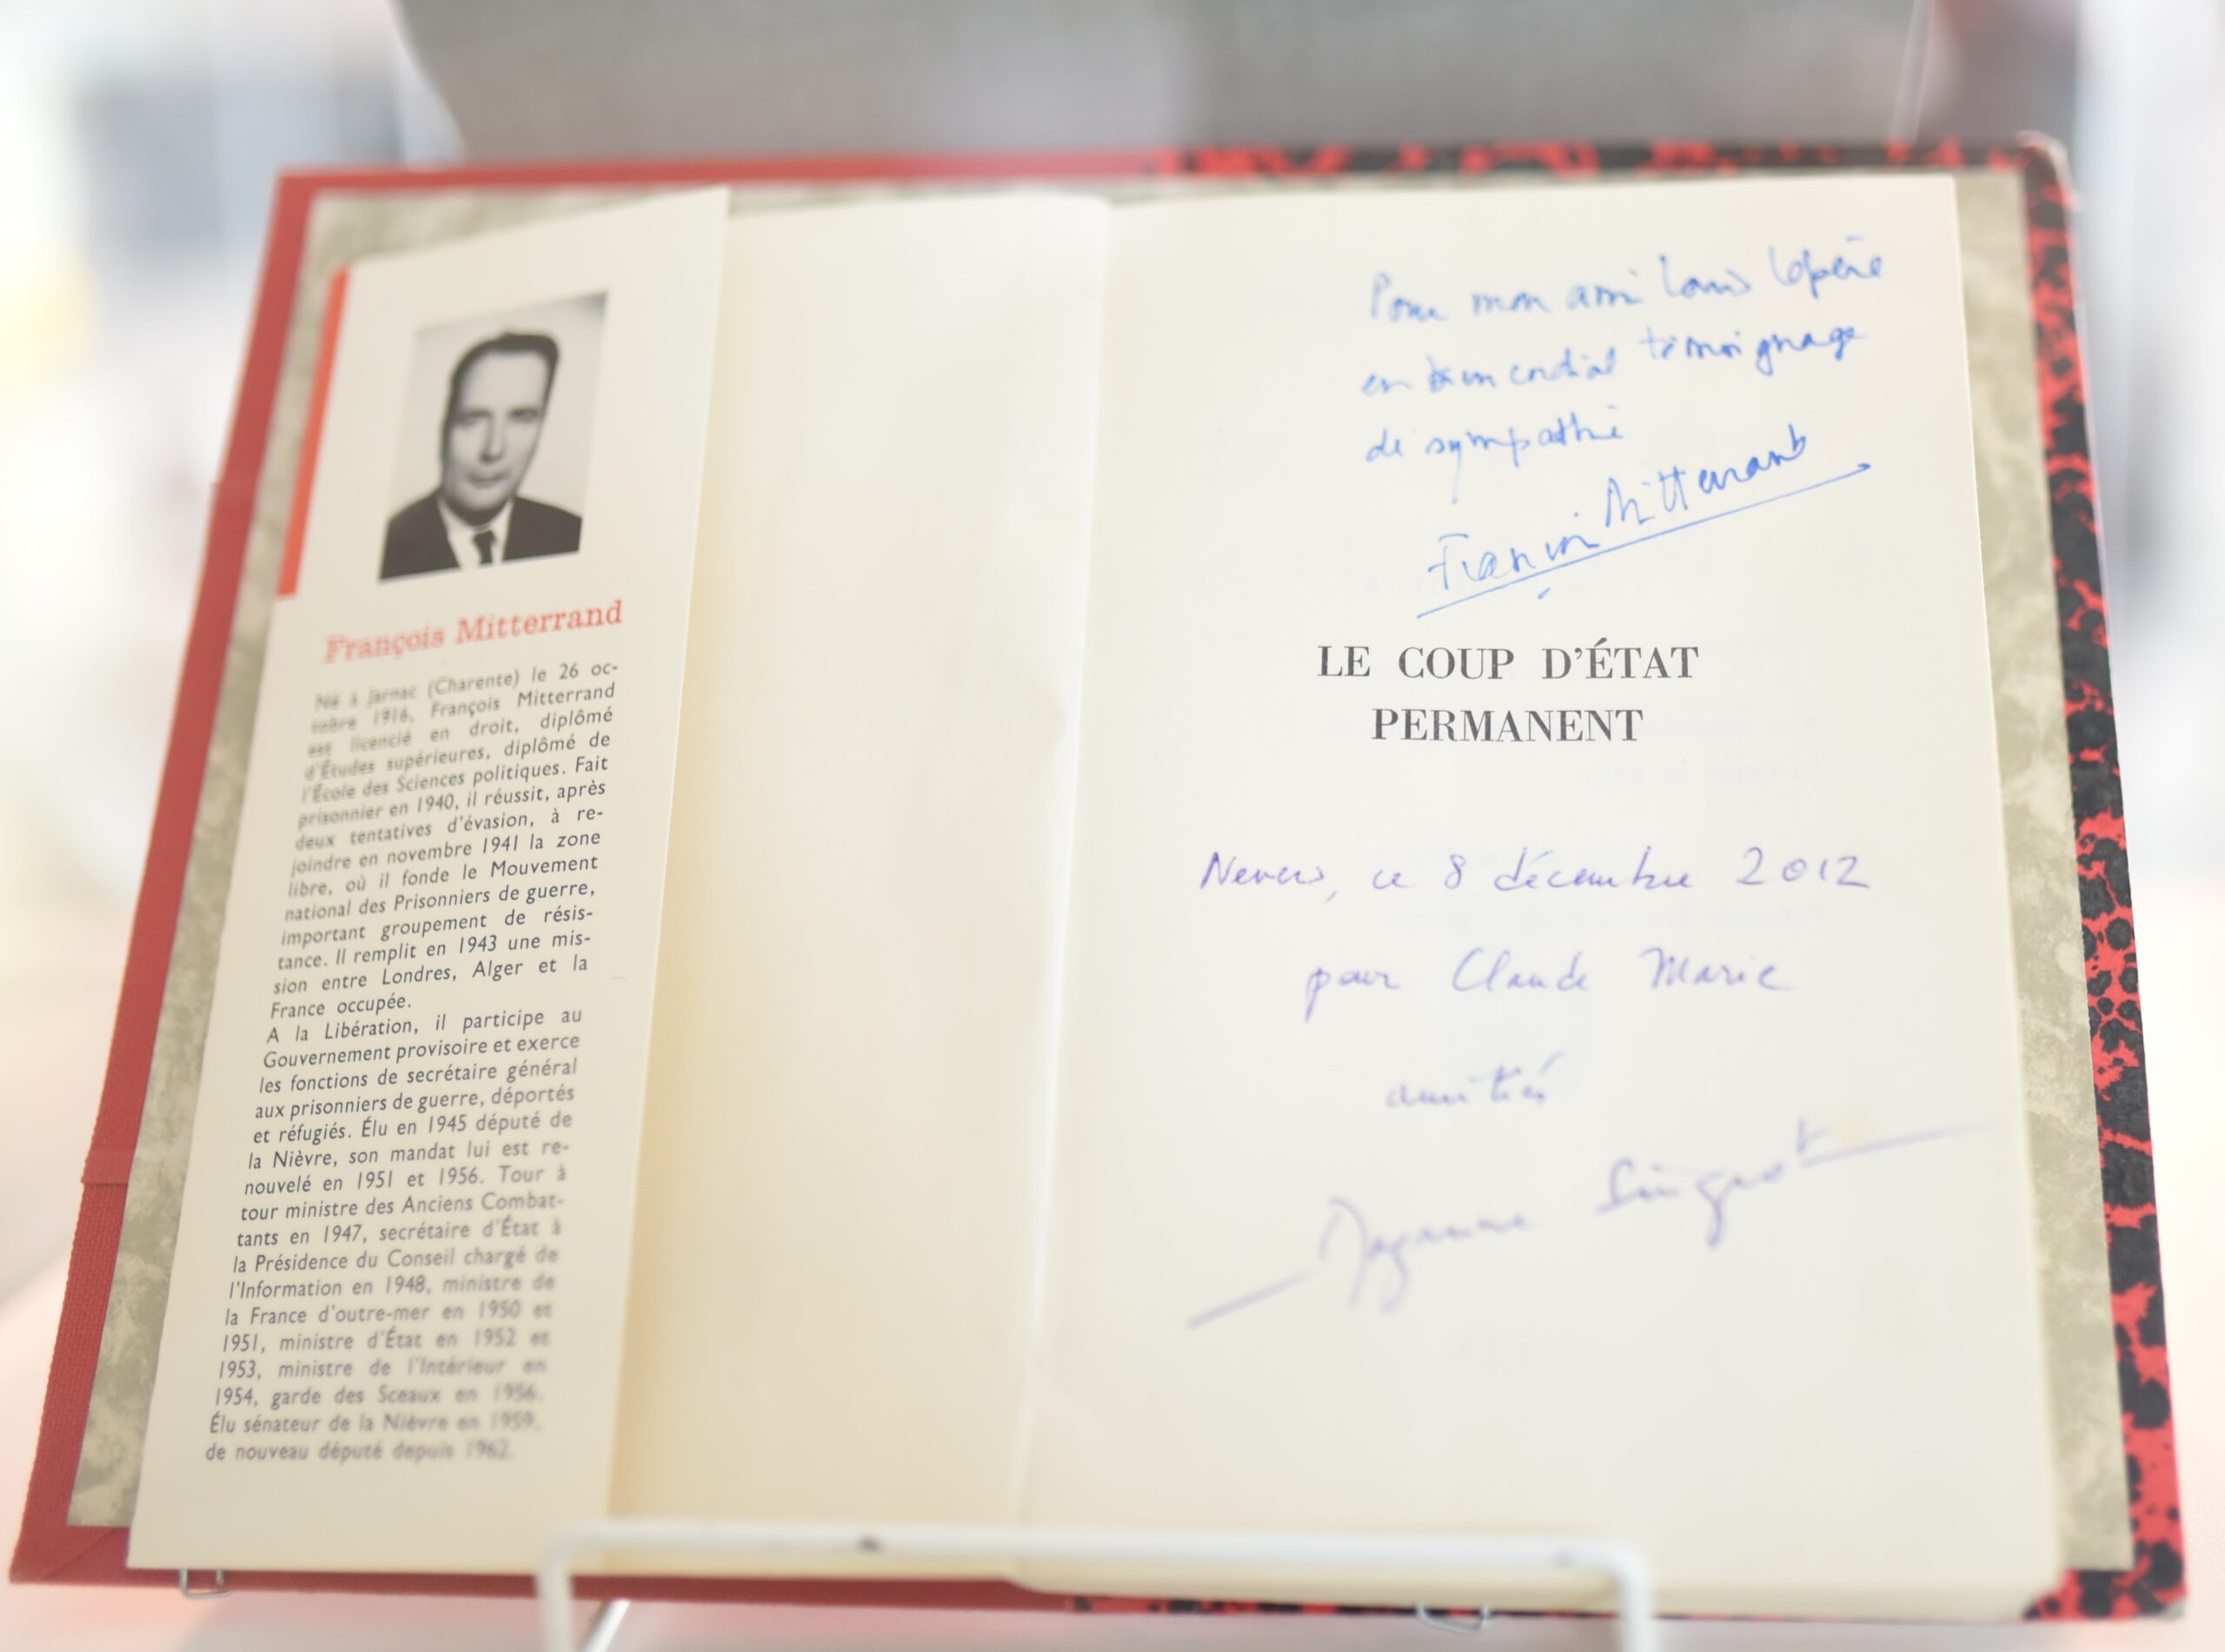 François Mitterrand
Né à Jarnac (Charente) le 26 oc-
tobre 1916, François Mitterrand
est licencié en droit, diplômé
d'Études supérieures, diplômé de
l'École des Sciences politiques. Fait
prisonnier en 1940, il réussit, après
deux tentatives d'évasion, à re-
joindre en novembre 1941 la zone
libre, où il fonde le Mouvement
national des Prisonniers de guerre,
important groupement de résis-
tance. Il remplit en 1943 une mis-
sion entre Londres, Alger et la
France occupée.
A la Libération, il participe au
Gouvernement provisoire et exerce
les fonctions de secrétaire général
aux prisonniers de guerre, déportés
et réfugiés. Élu en 1945 député de
la Nièvre, son mandat lui est re-
nouvelé en 1951 et 1956. Tour à
tour ministre des Anciens Combat-
tants en 1947, secrétaire d'État à
la Présidence du Conseil chargé de
l'Information en 1948, ministre de
la France d'outre-mer en 1950 et
1951, ministre d'État en 1952 et
1953, ministre de l'Intérieur en
1954, garde des Sceaux en 1956.
Élu sénateur de la Nièvre en 1959,
de nouveau député depuis 1962.
Pour mon ami Louis
en cordial témoignage
de sympathie
François Mitterrand
LE COUP D'ÉTAT
PERMANENT
Nevers, ce 8 décembre 2012
pour Claude Marie
amitiés